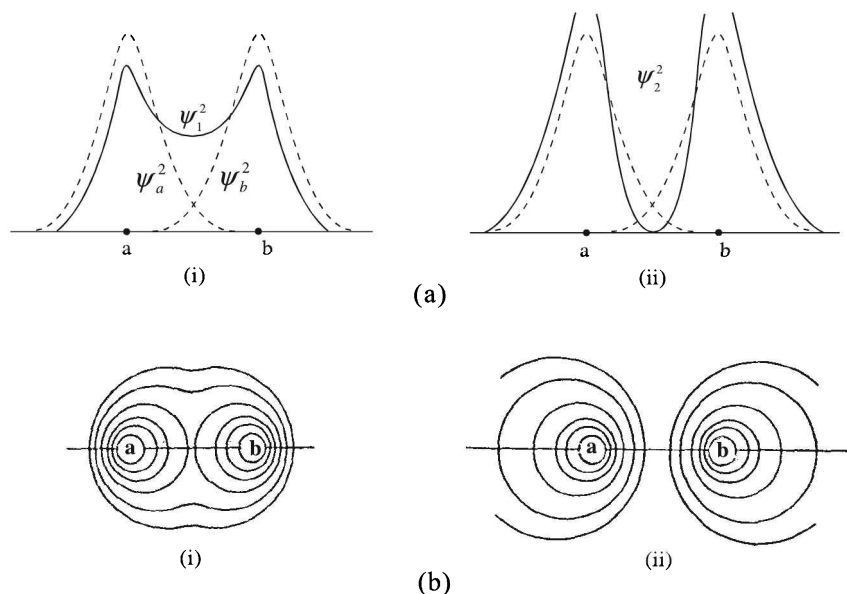 ψ₁²
ψₐ²
ψ_b²
a
b
(i)
ψ₂²
a
b
(ii)
(a)
a
b
(i)
a
b
(ii)
(b)